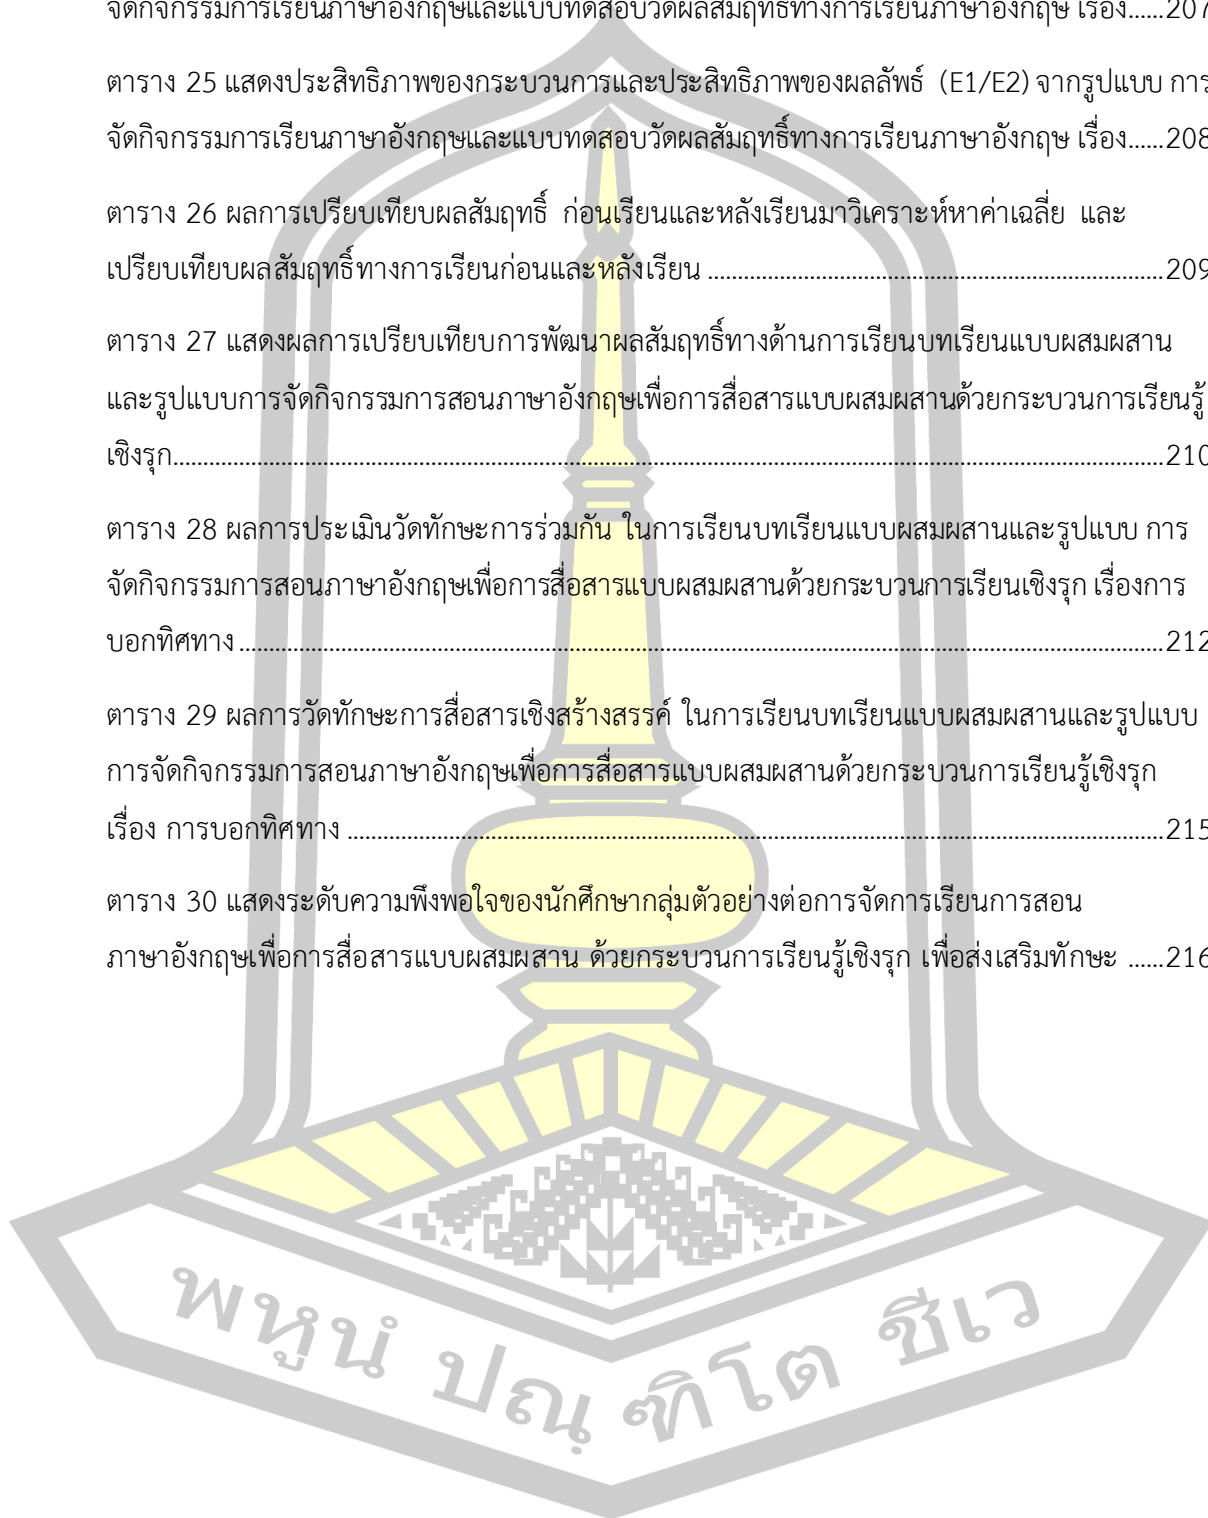 จัดกิจกรรมการเรียนภาษาอังกฤษและแบบทดสอบวัดผลสัมฤทธิ์ทางการเรียนภาษาอังกฤษ เรื่อง......207
ตาราง 25 แสดงประสิทธิภาพของกระบวนการและประสิทธิภาพของผลลัพธ์ (E1/E2) จากรูปแบบ การ
จัดกิจกรรมการเรียนภาษาอังกฤษและแบบทดสอบวัดผลสัมฤทธิ์ทางการเรียนภาษาอังกฤษ เรื่อง......208
ตาราง 26 ผลการเปรียบเทียบผลสัมฤทธิ์ ก่อนเรียนและหลังเรียนมาวิเคราะห์หาค่าเฉลี่ย และ
เปรียบเทียบผลสัมฤทธิ์ทางการเรียนก่อนและหลังเรียน ......209
ตาราง 27 แสดงผลการเปรียบเทียบการพัฒนาผลสัมฤทธิ์ทางด้านการเรียนบทเรียนแบบผสมผสาน
และรูปแบบการจัดกิจกรรมการสอนภาษาอังกฤษเพื่อการสื่อสารแบบผสมผสานด้วยกระบวนการเรียนรู้
เชิงรุก......210
ตาราง 28 ผลการประเมินวัดทักษะการร่วมกัน ในการเรียนบทเรียนแบบผสมผสานและรูปแบบ การ
จัดกิจกรรมการสอนภาษาอังกฤษเพื่อการสื่อสารแบบผสมผสานด้วยกระบวนการเรียนเชิงรุก เรื่องการ
บอกทิศทาง ......212
ตาราง 29 ผลการวัดทักษะการสื่อสารเชิงสร้างสรรค์ ในการเรียนบทเรียนแบบผสมผสานและรูปแบบ
การจัดกิจกรรมการสอนภาษาอังกฤษเพื่อการสื่อสารแบบผสมผสานด้วยกระบวนการเรียนรู้เชิงรุก
เรื่อง การบอกทิศทาง ......215
ตาราง 30 แสดงระดับความพึงพอใจของนักศึกษากลุ่มตัวอย่างต่อการจัดการเรียนการสอน
ภาษาอังกฤษเพื่อการสื่อสารแบบผสมผสาน ด้วยกระบวนการเรียนรู้เชิงรุก เพื่อส่งเสริมทักษะ ......216
พหูนํ ปณฺฑิโต ชีเว